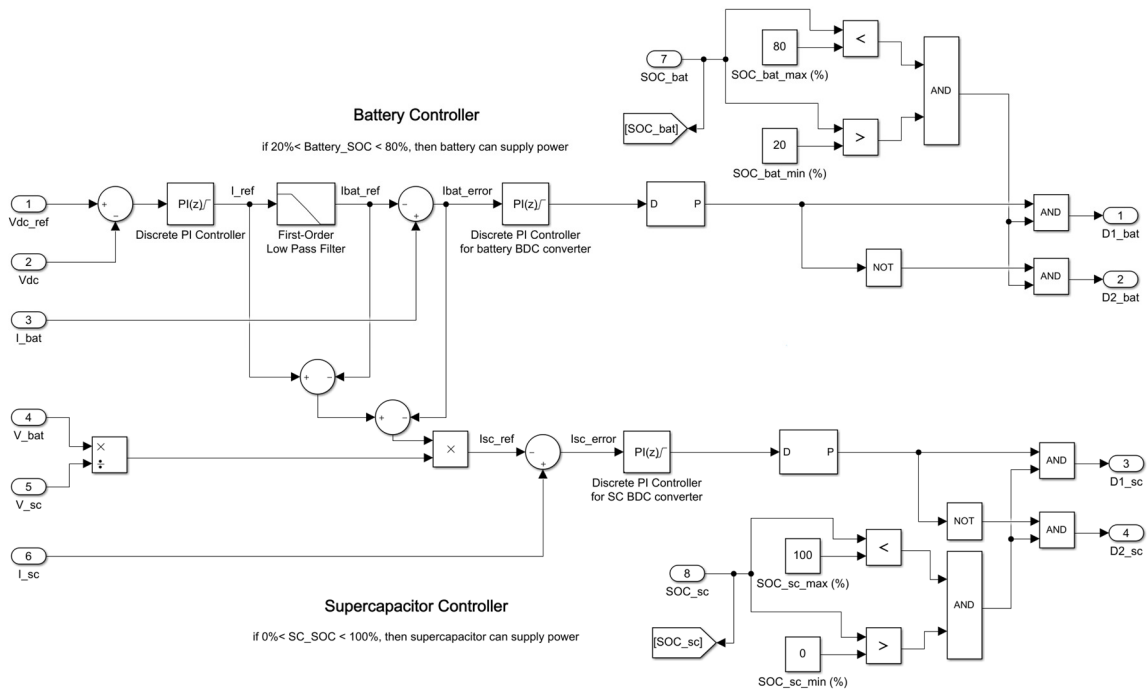 7
SOC_bat
80
SOC_bat_max (%)
<
AND
[SOC_bat]
20
SOC_bat_min (%)
>
Battery Controller
if 20%< Battery_SOC < 80%, then battery can supply power
1
Vdc_ref
+
−
PI(z)
Discrete PI Controller
I_ref
First-Order
Low Pass Filter
Ibat_ref
−
+
Ibat_error
PI(z)
Discrete PI Controller
for battery BDC converter
D P
AND
1
D1_bat
2
Vdc
NOT
AND
2
D2_bat
3
I_bat
+ −
+ −
4
V_bat
×
÷
5
V_sc
×
Isc_ref
−
+
Isc_error
PI(z)
Discrete PI Controller
for SC BDC converter
D P
AND
3
D1_sc
NOT
AND
4
D2_sc
6
I_sc
8
SOC_sc
100
SOC_sc_max (%)
<
AND
[SOC_sc]
0
SOC_sc_min (%)
>
Supercapacitor Controller
if 0%< SC_SOC < 100%, then supercapacitor can supply power